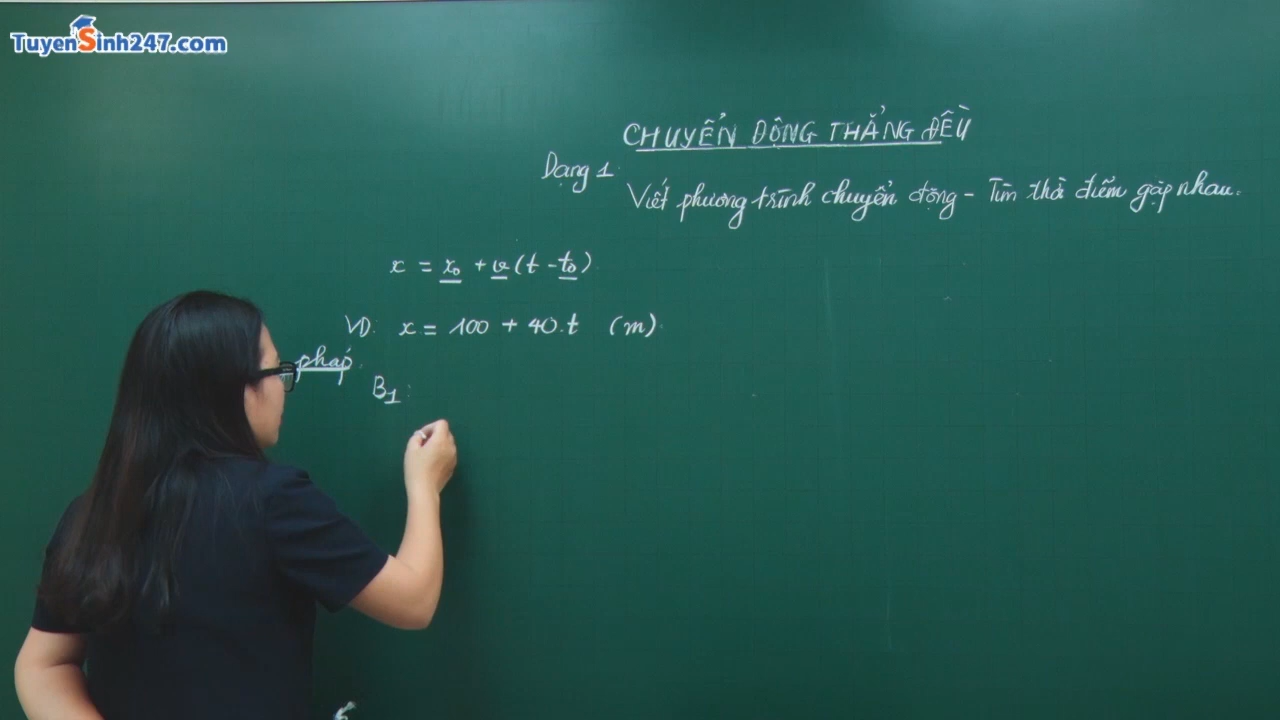 TuyenSinh247.com
CHUYỂN ĐỘNG THẲNG ĐỀU
Dạng 1:
Viết phương trình chuyển động - Tìm thời điểm gặp nhau.
x = x₀ + v(t - t₀)
VD: x = 100 + 40.t (m).
pháp:
B1: